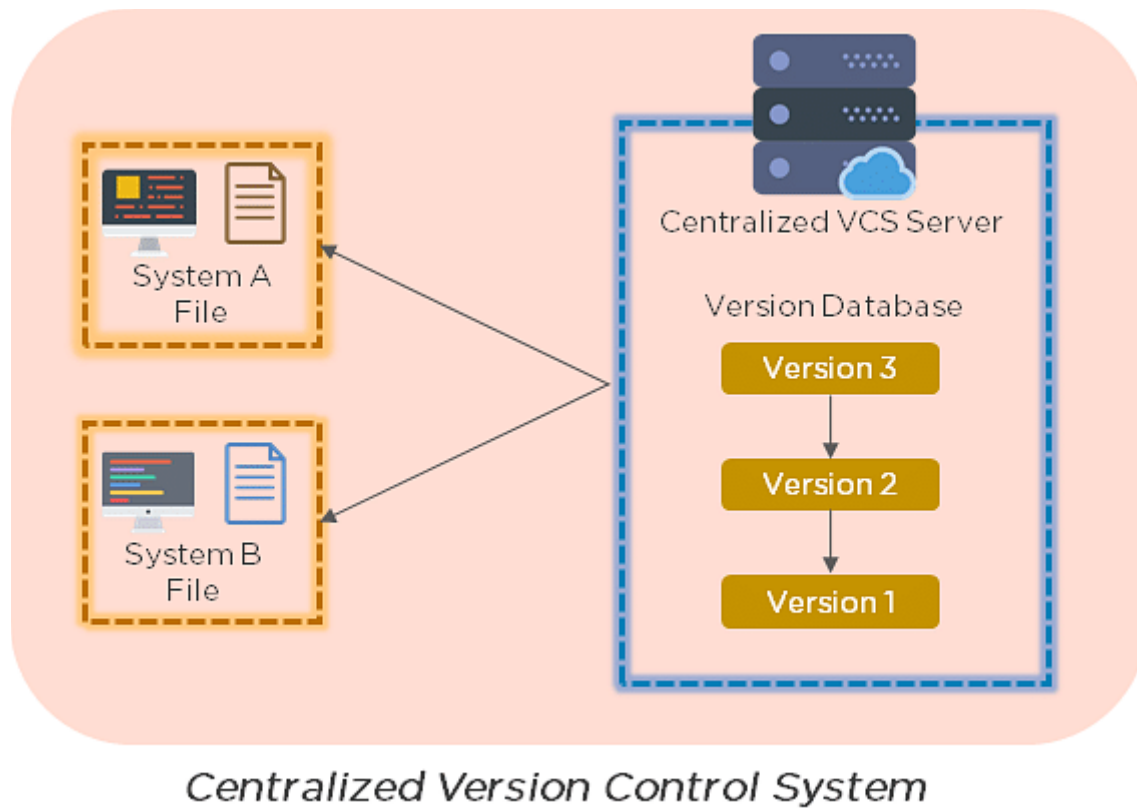 Centralized VCS Server
System A
File
Version Database
Version 3
Version 2
System B
File
Version 1
Centralized Version Control System